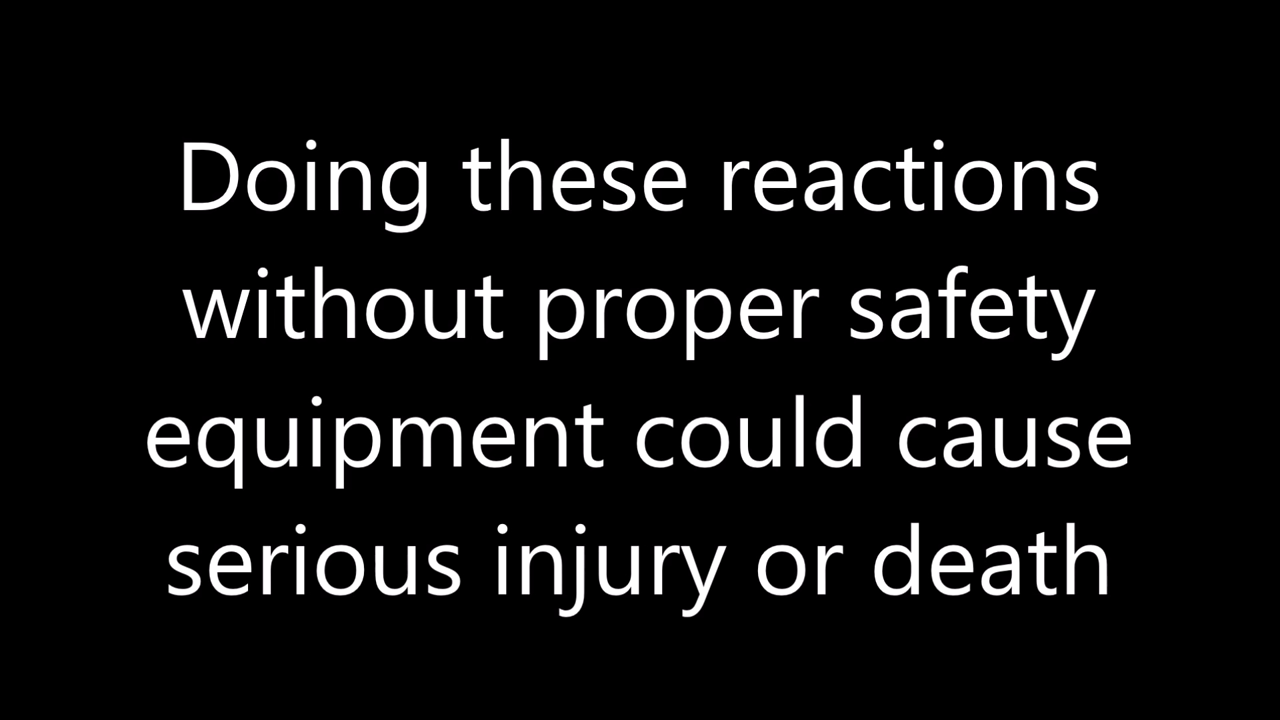 Doing these reactions
without proper safety
equipment could cause
serious injury or death